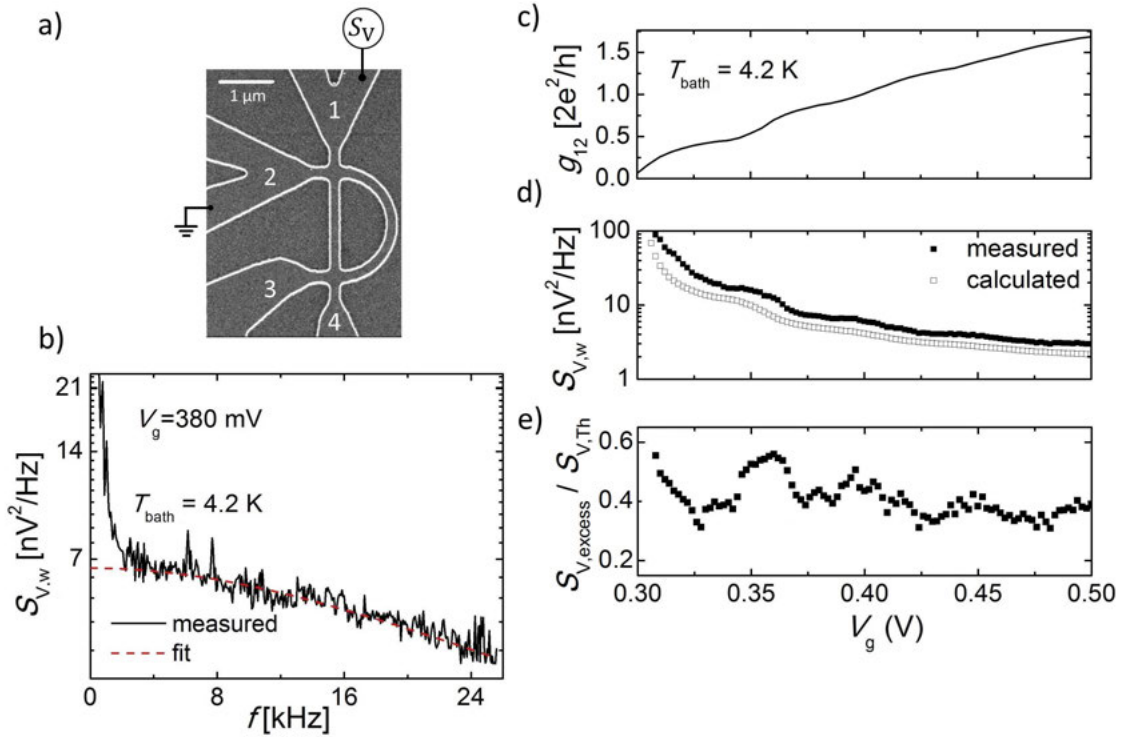 a)
S_V
1 µm
1
2
3
4
b)
S_V,w [nV²/Hz]
21
14
7
V_g=380 mV
T_bath = 4.2 K
measured
fit
0 8 16 24
f [kHz]
c)
g_12 [2e²/h]
1.5
1.0
0.5
0.0
T_bath = 4.2 K
d)
S_V,w [nV²/Hz]
100
10
1
measured
calculated
e)
S_V,excess / S_V,Th
0.6
0.4
0.2
0.30 0.35 0.40 0.45 0.50
V_g (V)